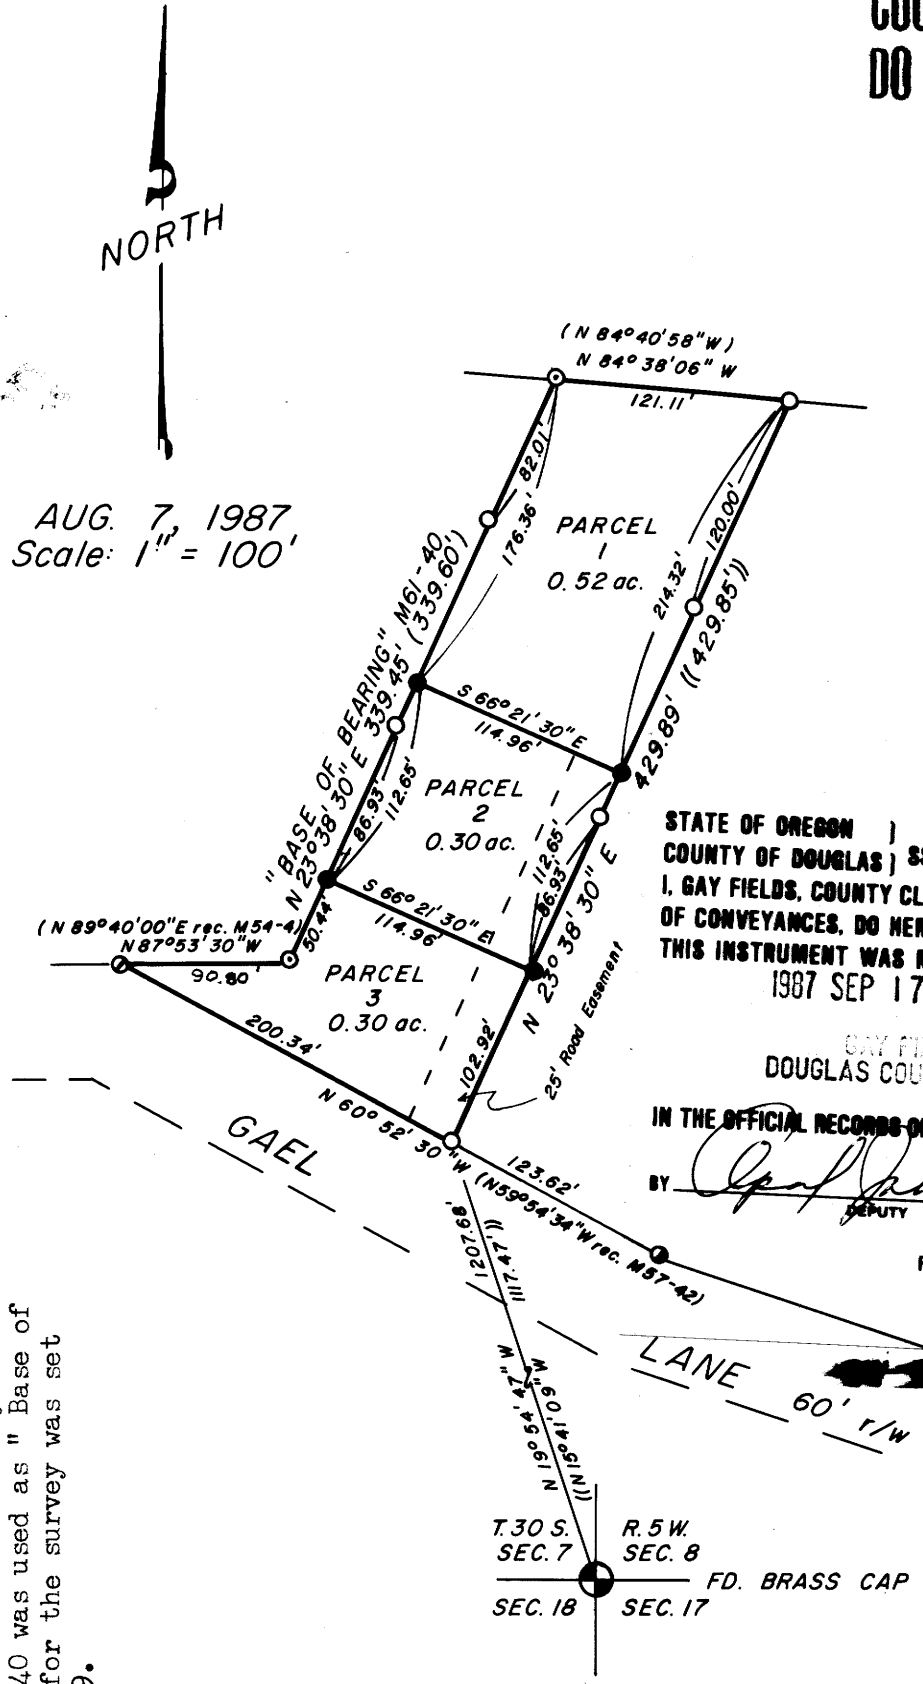 DO
NORTH
AUG. 7, 1987
Scale: 1" = 100'
(N 84°40'58"W)
N 84°38'06" W
121.11'
82.01'
176.36'
PARCEL
1
0.52 ac.
214.32'
120.00'
"BASE OF BEARING" M61-40
N 23°38'30" E 339.45' (339.60')
429.89' ((429.85'))
S 66°21'30" E
114.96'
86.93'
112.65'
PARCEL
2
0.30 ac.
112.65'
86.93'
N 23°38'30" E
S 66°21'30" E
114.96'
50.44'
(N 89°40'00"E rec. M54-4)
N87°53'30"W
90.80'
PARCEL
3
0.30 ac.
102.92'
25' Road Easement
200.34'
N 60°52'30"W (N59°54'34"W rec. M57-42)
123.62'
GAEL
LANE
60' r/w
1207.68'
1117.47'))
N 19°54'47" W
((N15°41'09"W
T.30 S. R.5 W.
SEC. 7 SEC. 8
FD. BRASS CAP
SEC. 18 SEC. 17
STATE OF OREGON )
COUNTY OF DOUGLAS) SS
I, GAY FIELDS, COUNTY CL
OF CONVEYANCES, DO HER
THIS INSTRUMENT WAS
1987 SEP 17
DOUGLAS COU
IN THE OFFICIAL RECORDS OF
BY
DEPUTY
40 was used as " Base of
for the survey was set
9.